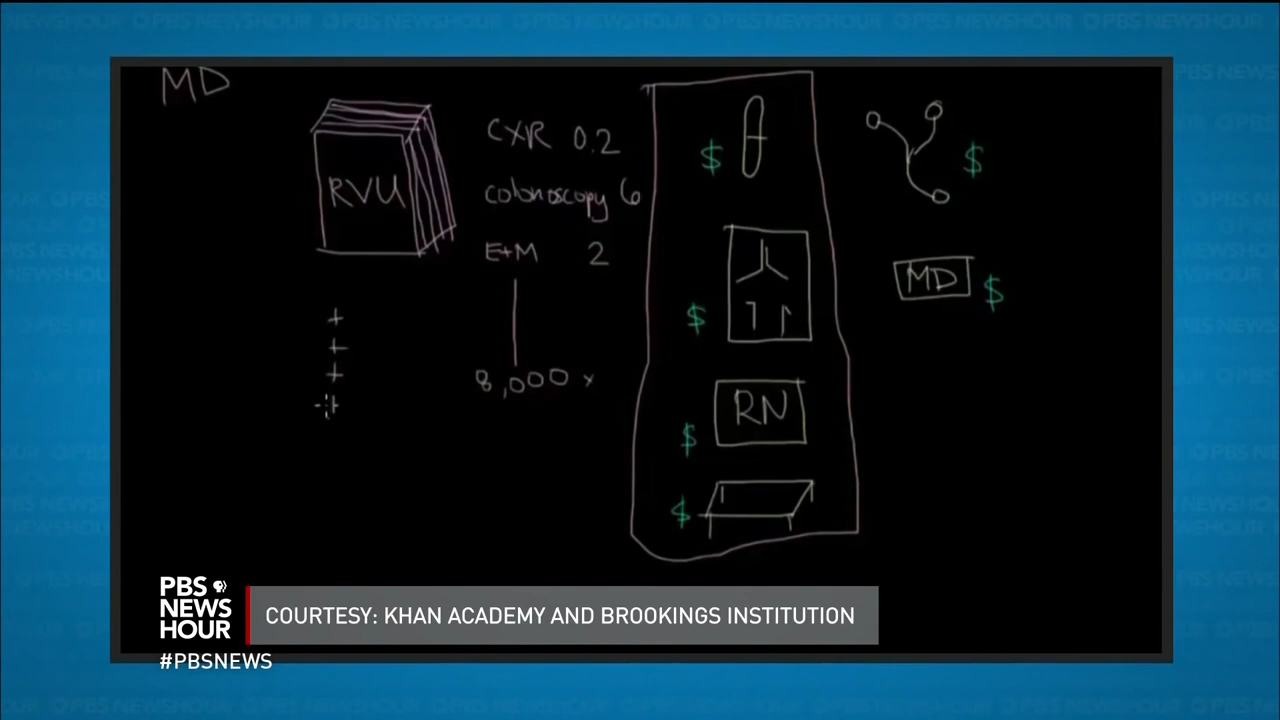 MD
RVU
CXR 0.2
colonoscopy 6
E+M 2
8,000 x
$
$
$
$
RN
$
MD $
PBS
NEWS
HOUR
COURTESY: KHAN ACADEMY AND BROOKINGS INSTITUTION
#PBSNEWS